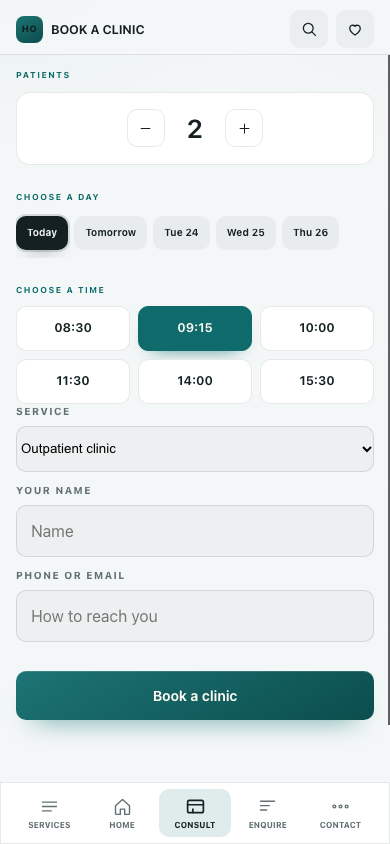 HO BOOK A CLINIC
PATIENTS
2
CHOOSE A DAY
Today Tomorrow Tue 24 Wed 25 Thu 26
CHOOSE A TIME
08:30 09:15 10:00
11:30 14:00 15:30
SERVICE
Outpatient clinic
YOUR NAME
Name
PHONE OR EMAIL
How to reach you
Book a clinic
SERVICES HOME CONSULT ENQUIRE CONTACT